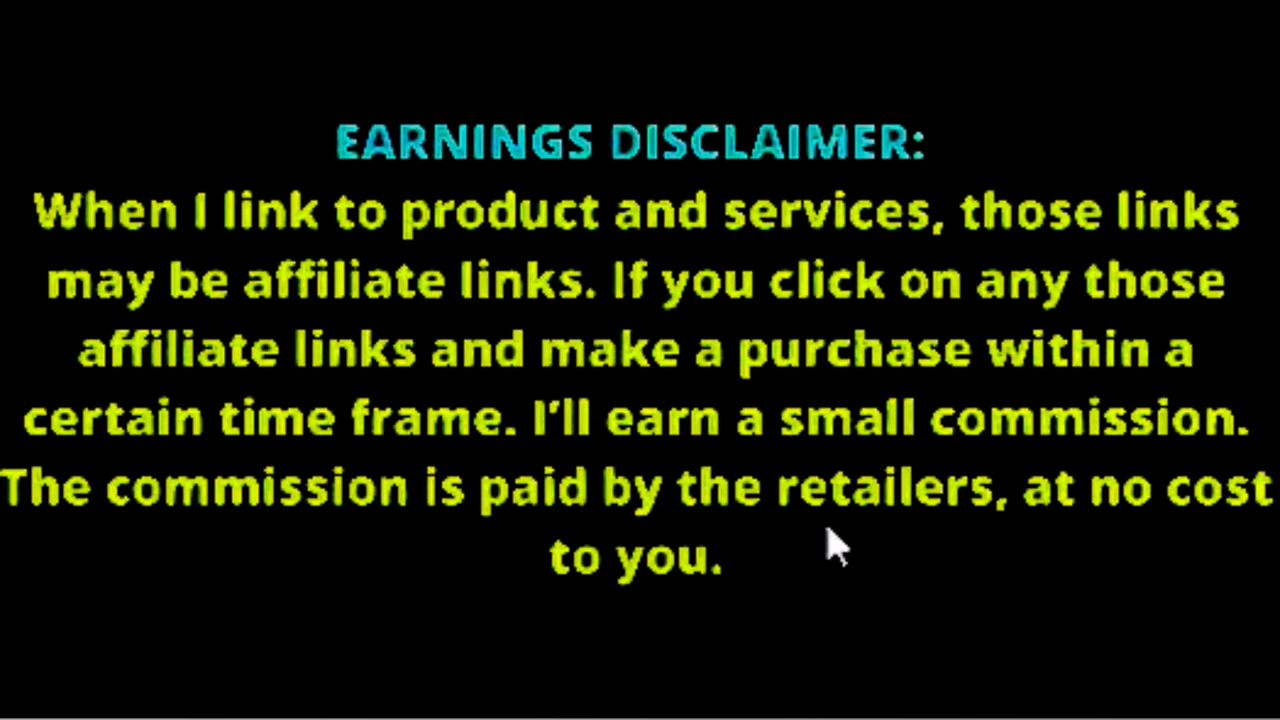 EARNINGS DISCLAIMER:
When I link to product and services, those links
may be affiliate links. If you click on any those
affiliate links and make a purchase within a
certain time frame. I’ll earn a small commission.
The commission is paid by the retailers, at no cost
to you.